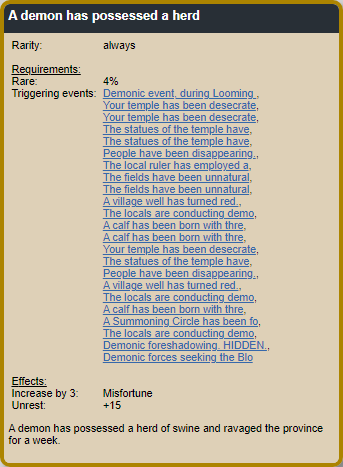 A demon has possessed a herd
Rarity: always
Requirements:
Rare: 4%
Triggering events: Demonic event, during Looming ,
Your temple has been desecrate,
Your temple has been desecrate,
The statues of the temple have,
The statues of the temple have,
People have been disappearing.,
The local ruler has employed a,
The fields have been unnatural,
The fields have been unnatural,
A village well has turned red.,
The locals are conducting demo,
A calf has been born with thre,
A calf has been born with thre,
Your temple has been desecrate,
The statues of the temple have,
People have been disappearing.,
A village well has turned red.,
The locals are conducting demo,
A calf has been born with thre,
A Summoning Circle has been fo,
The locals are conducting demo,
Demonic foreshadowing. HIDDEN.,
Demonic forces seeking the Blo
Effects:
Increase by 3: Misfortune
Unrest: +15
A demon has possessed a herd of swine and ravaged the province
for a week.